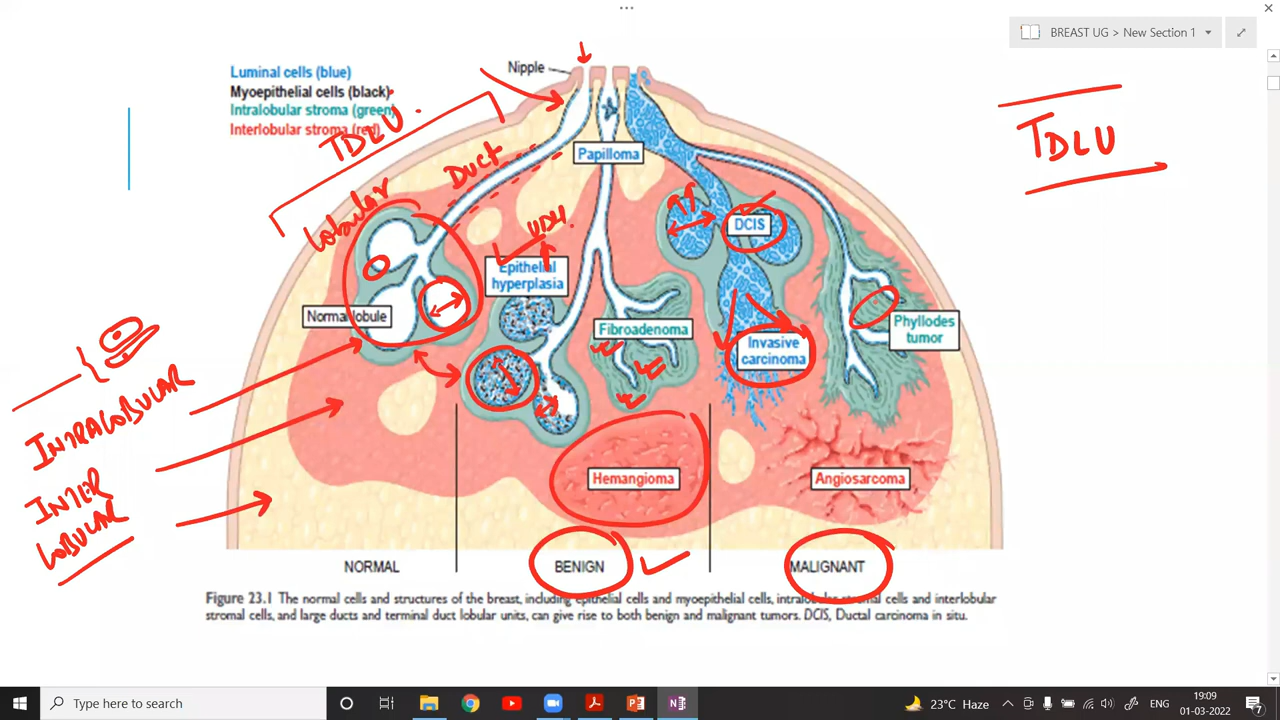 BREAST UG > New Section 1
Nipple
Luminal cells (blue)
Myoepithelial cells (black)
Intralobular stroma (green)
Interlobular stroma (red)
TDLU
TDLU
Duct
Lobular
Papilloma
UDH
DCIS
Epithelial
hyperplasia
Normal lobule
Fibroadenoma
Invasive
carcinoma
Phyllodes
tumor
INTRALOBULAR
INTER
LOBULAR
Hemangioma
Angiosarcoma
NORMAL
BENIGN
MALIGNANT
Figure 23.1 The normal cells and structures of the breast, including epithelial cells and myoepithelial cells, intralobular stromal cells and interlobular
stromal cells, and large ducts and terminal duct lobular units, can give rise to both benign and malignant tumors. DCIS, Ductal carcinoma in situ.
Type here to search
23°C Haze
ENG
19:09
01-03-2022
7